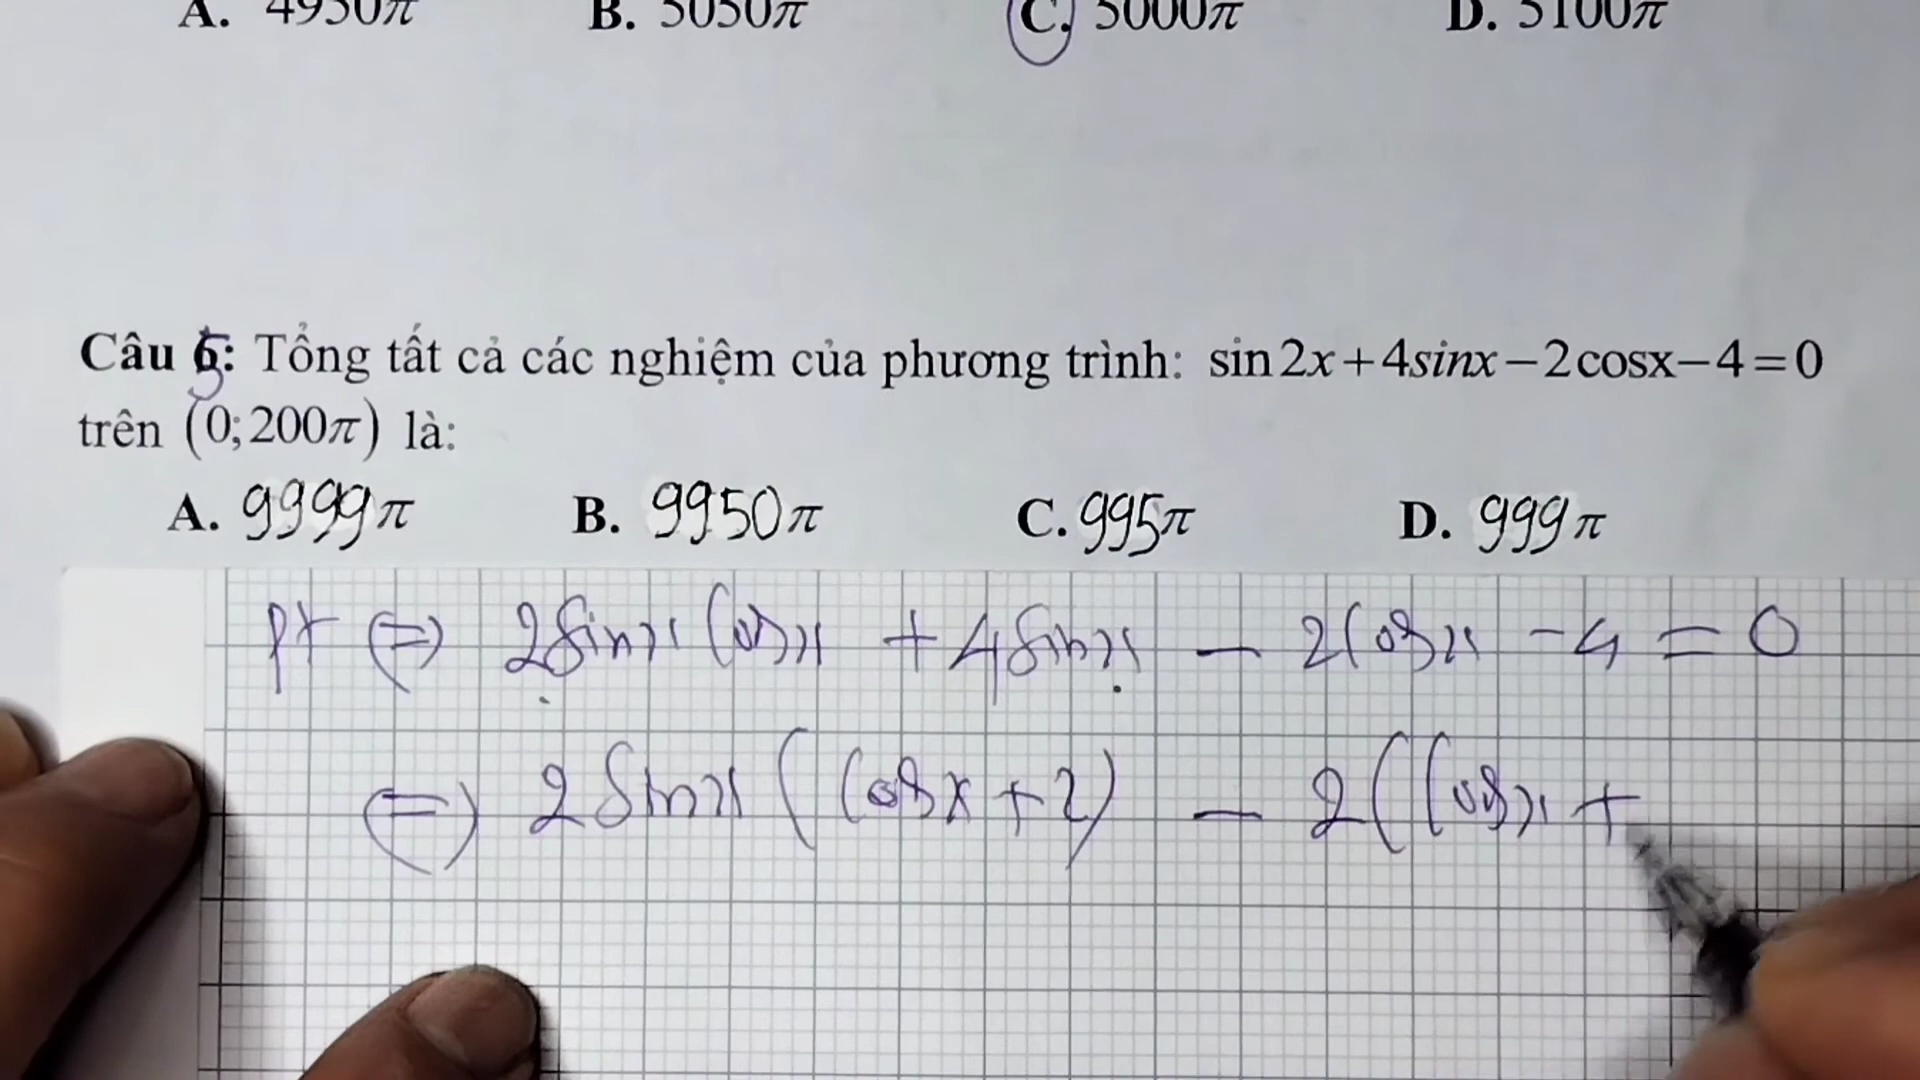 A. 4950π B. 5050π C. 5000π D. 5100π
Câu 5: Tổng tất cả các nghiệm của phương trình: sin2x+4sinx−2cosx−4=0
trên (0;200π) là:
A. 9999π B. 9950π C. 995π D. 999π
pt ⇔ 2sinx cosx + 4sinx − 2cosx − 4 = 0
⇔ 2sinx (cosx + 2) − 2(cosx +